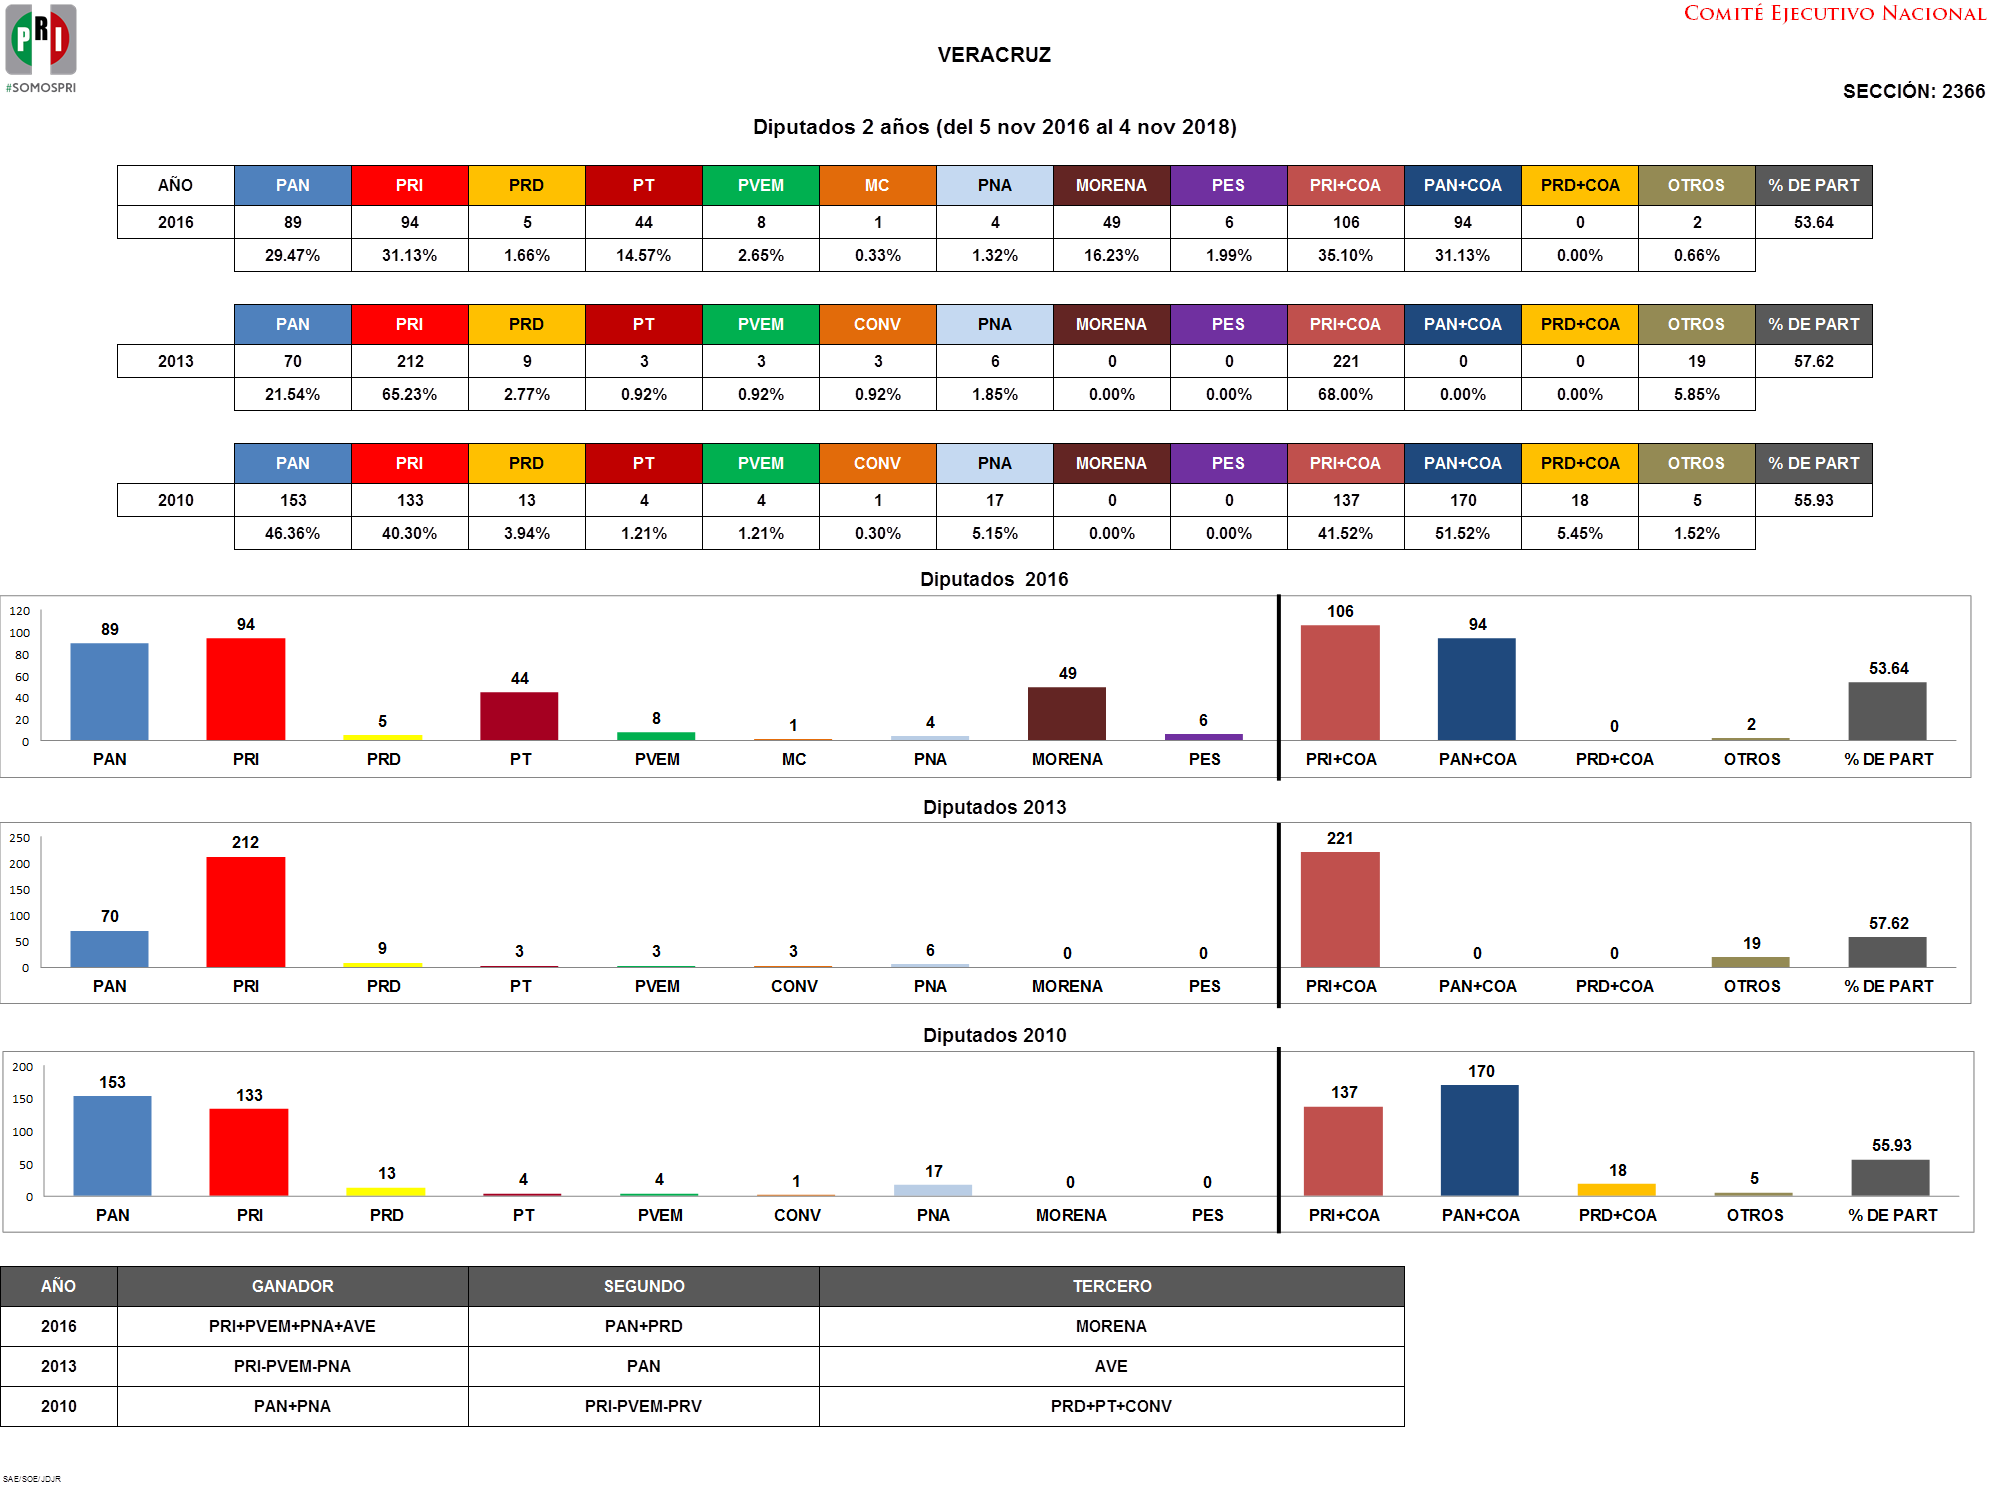 COMITÉ EJECUTIVO NACIONAL
PRI
#SOMOSPRI
VERACRUZ
SECCIÓN: 2366
Diputados 2 años (del 5 nov 2016 al 4 nov 2018)
AÑO PAN PRI PRD PT PVEM MC PNA MORENA PES PRI+COA PAN+COA PRD+COA OTROS % DE PART
2016 89 94 5 44 8 1 4 49 6 106 94 0 2 53.64
29.47% 31.13% 1.66% 14.57% 2.65% 0.33% 1.32% 16.23% 1.99% 35.10% 31.13% 0.00% 0.66%
PAN PRI PRD PT PVEM CONV PNA MORENA PES PRI+COA PAN+COA PRD+COA OTROS % DE PART
2013 70 212 9 3 3 3 6 0 0 221 0 0 19 57.62
21.54% 65.23% 2.77% 0.92% 0.92% 0.92% 1.85% 0.00% 0.00% 68.00% 0.00% 0.00% 5.85%
PAN PRI PRD PT PVEM CONV PNA MORENA PES PRI+COA PAN+COA PRD+COA OTROS % DE PART
2010 153 133 13 4 4 1 17 0 0 137 170 18 5 55.93
46.36% 40.30% 3.94% 1.21% 1.21% 0.30% 5.15% 0.00% 0.00% 41.52% 51.52% 5.45% 1.52%
Diputados 2016
120
100
80
60
40
20
0
89 94 5 44 8 1 4 49 6 106 94 0 2 53.64
PAN PRI PRD PT PVEM MC PNA MORENA PES PRI+COA PAN+COA PRD+COA OTROS % DE PART
Diputados 2013
250
200
150
100
50
0
70 212 9 3 3 3 6 0 0 221 0 0 19 57.62
PAN PRI PRD PT PVEM CONV PNA MORENA PES PRI+COA PAN+COA PRD+COA OTROS % DE PART
Diputados 2010
200
150
100
50
0
153 133 13 4 4 1 17 0 0 137 170 18 5 55.93
PAN PRI PRD PT PVEM CONV PNA MORENA PES PRI+COA PAN+COA PRD+COA OTROS % DE PART
AÑO GANADOR SEGUNDO TERCERO
2016 PRI+PVEM+PNA+AVE PAN+PRD MORENA
2013 PRI-PVEM-PNA PAN AVE
2010 PAN+PNA PRI-PVEM-PRV PRD+PT+CONV
SAE/SOE/JDJR